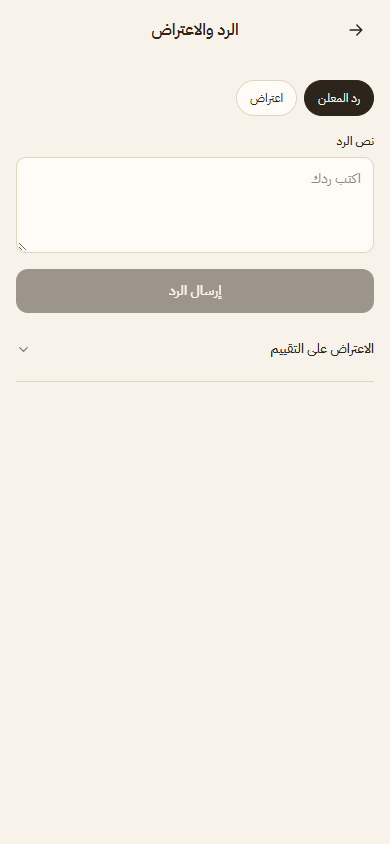 الرد والاعتراض
رد المعلن
اعتراض
نص الرد
اكتب ردك
إرسال الرد
الاعتراض على التقييم